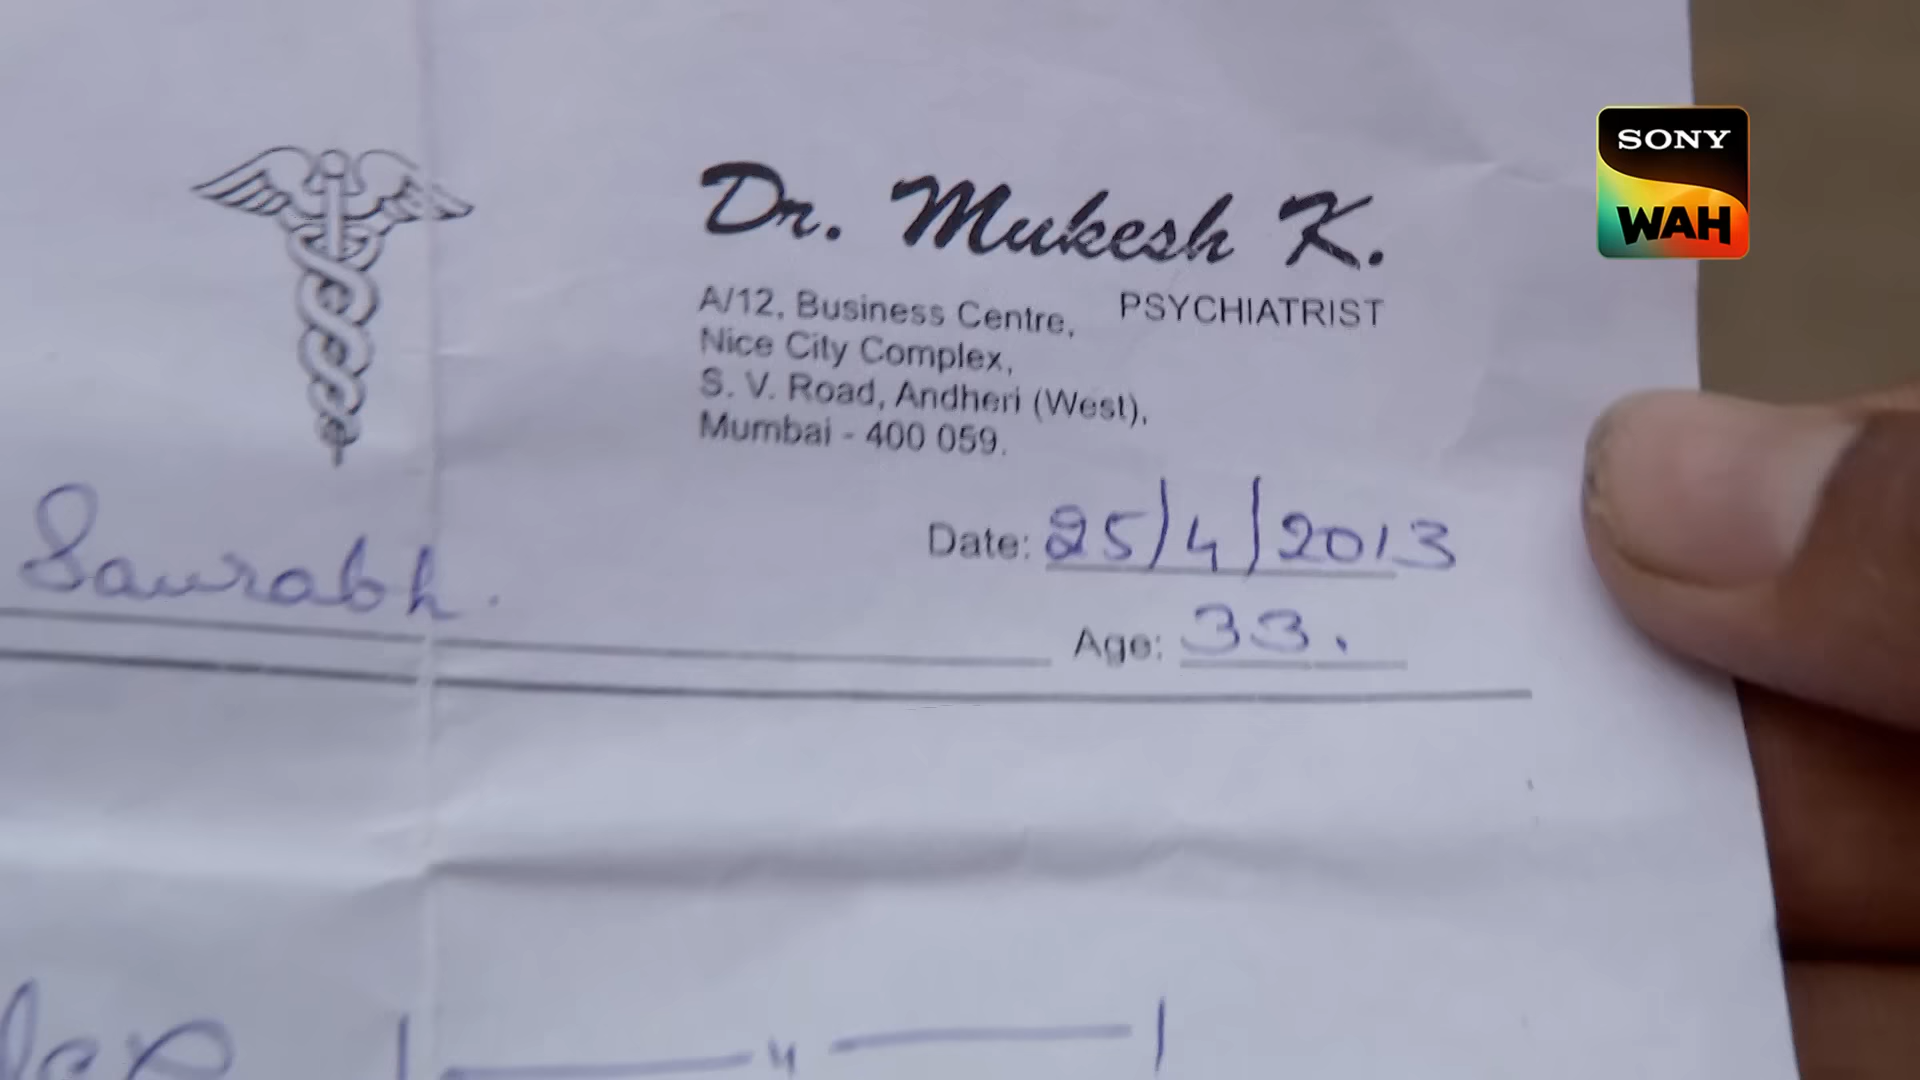 SONY
WAH
Dr. Mukesh K.
PSYCHIATRIST
A/12, Business Centre,
Nice City Complex,
S. V. Road, Andheri (West),
Mumbai - 400 059.
Saurabh.
Date: 25/4/2013
Age: 33.